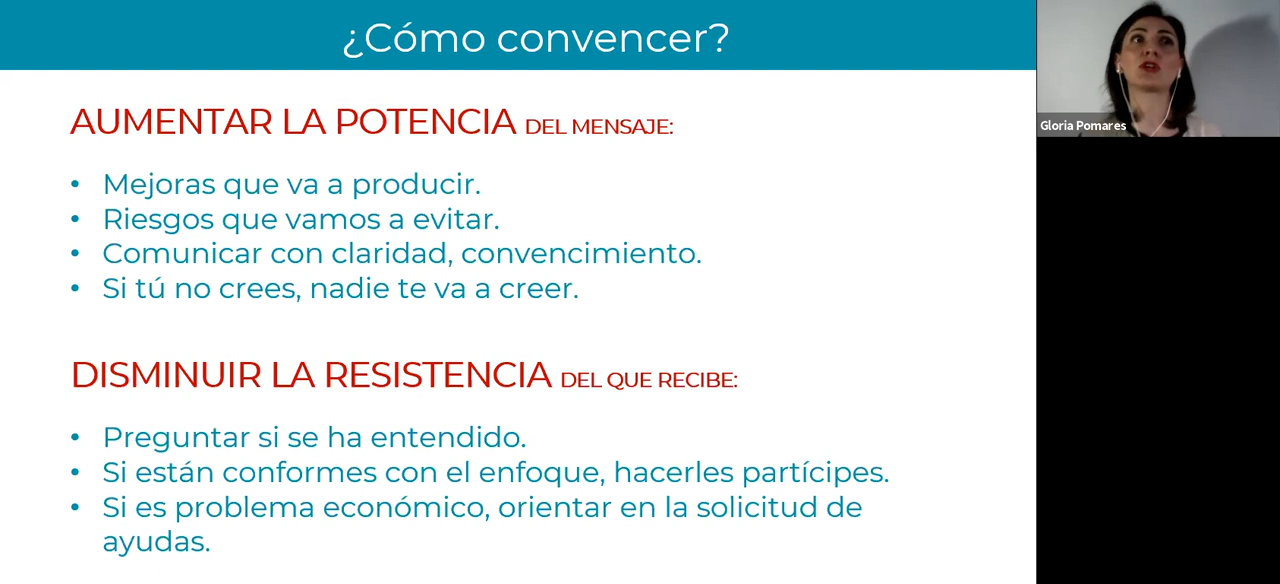 ¿Cómo convencer?
AUMENTAR LA POTENCIA DEL MENSAJE:
• Mejoras que va a producir.
• Riesgos que vamos a evitar.
• Comunicar con claridad, convencimiento.
• Si tú no crees, nadie te va a creer.
DISMINUIR LA RESISTENCIA DEL QUE RECIBE:
• Preguntar si se ha entendido.
• Si están conformes con el enfoque, hacerles partícipes.
• Si es problema económico, orientar en la solicitud de
ayudas.
Gloria Pomares